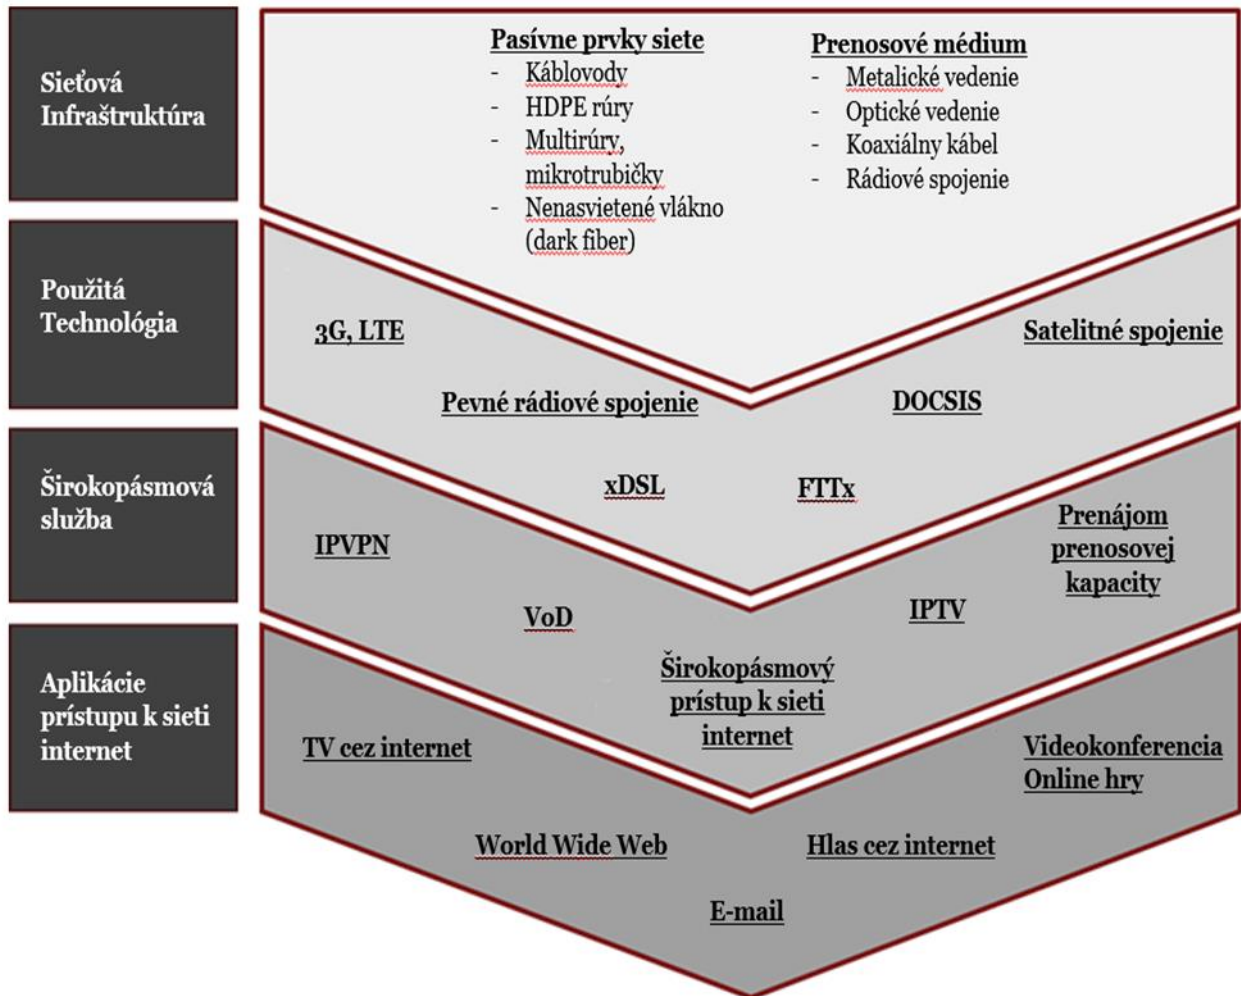 Sieťová
Infraštruktúra
Pasívne prvky siete
- Káblovody
- HDPE rúry
- Multirúry,
mikrotrubičky
- Nenasvietené vlákno
(dark fiber)
Prenosové médium
- Metalické vedenie
- Optické vedenie
- Koaxiálny kábel
- Rádiové spojenie
Použitá
Technológia
3G, LTE
Satelitné spojenie
Pevné rádiové spojenie
DOCSIS
xDSL
FTTx
Širokopásmová
služba
IPVPN
Prenájom
prenosovej
kapacity
VoD
IPTV
Širokopásmový
prístup k sieti
internet
Aplikácie
prístupu k sieti
internet
TV cez internet
Videokonferencia
Online hry
World Wide Web
Hlas cez internet
E-mail